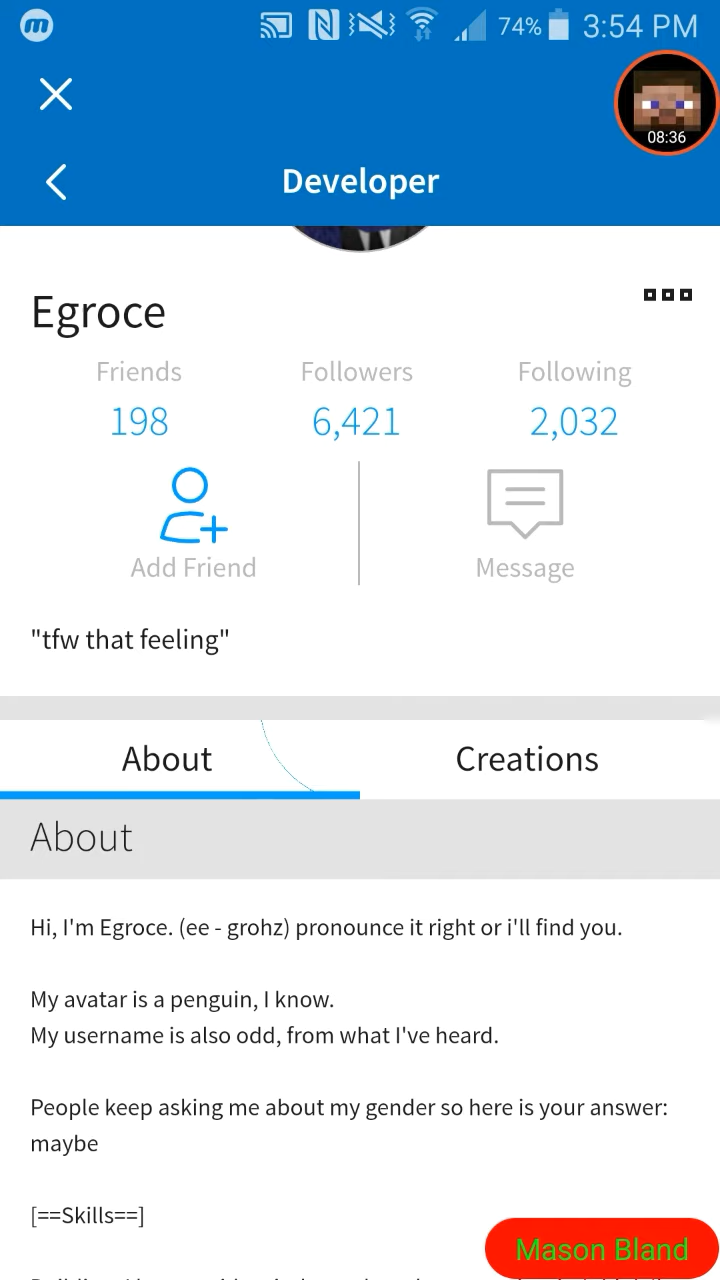 74% 3:54 PM
08:36
Developer
Egroce
Friends Followers Following
198 6,421 2,032
Add Friend Message
"tfw that feeling"
About Creations
About
Hi, I'm Egroce. (ee - grohz) pronounce it right or i'll find you.
My avatar is a penguin, I know.
My username is also odd, from what I've heard.
People keep asking me about my gender so here is your answer:
maybe
[==Skills==]
Mason Bland